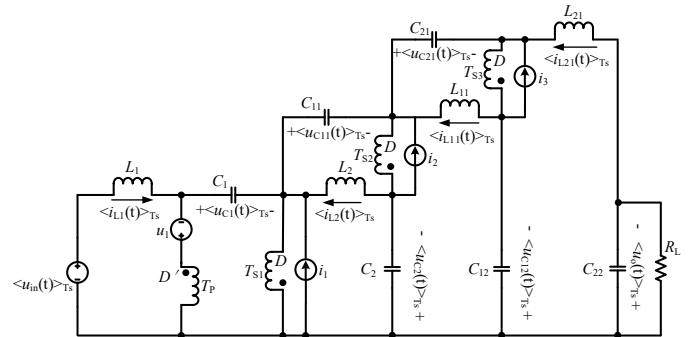 L21
C21
+<uC21(t)>Ts-
D
TS3
i3
<iL21(t)>Ts
C11
+<uC11(t)>Ts-
L11
<iL11(t)>Ts
D
TS2
i2
L1
<iL1(t)>Ts
C1
+<uC1(t)>Ts-
L2
<iL2(t)>Ts
u1
D'
TP
D
TS1
i1
C2
- <uC2(t)>Ts +
C12
- <uC12(t)>Ts +
C22
- <uo(t)>Ts +
RL
<uin(t)>Ts